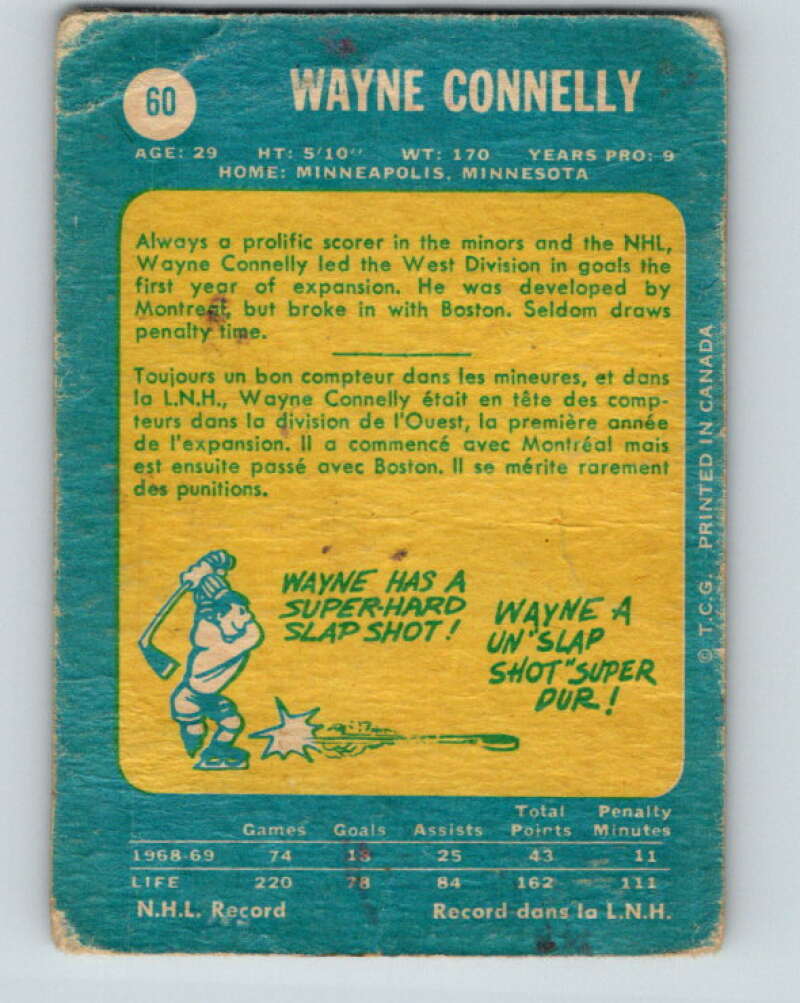 60
WAYNE CONNELLY
AGE: 29 HT: 5'10" WT: 170 YEARS PRO: 9
HOME: MINNEAPOLIS, MINNESOTA
Always a prolific scorer in the minors and the NHL,
Wayne Connelly led the West Division in goals the
first year of expansion. He was developed by
Montreal, but broke in with Boston. Seldom draws
penalty time.
Toujours un bon compteur dans les mineures, et dans
la L.N.H., Wayne Connelly était en tête des comp-
teurs dans la division de l'Ouest, la première année
de l'expansion. Il a commencé avec Montréal mais
est ensuite passé avec Boston. Il se mérite rarement
des punitions.
WAYNE HAS A
SUPER-HARD
SLAP SHOT!
WAYNE A
UN "SLAP
SHOT" SUPER
DUR!
© T.C.G. PRINTED IN CANADA
Games Goals Assists Total Points Penalty Minutes
1968-69 74 18 25 43 11
LIFE 220 78 84 162 111
N.H.L. Record Record dans la L.N.H.